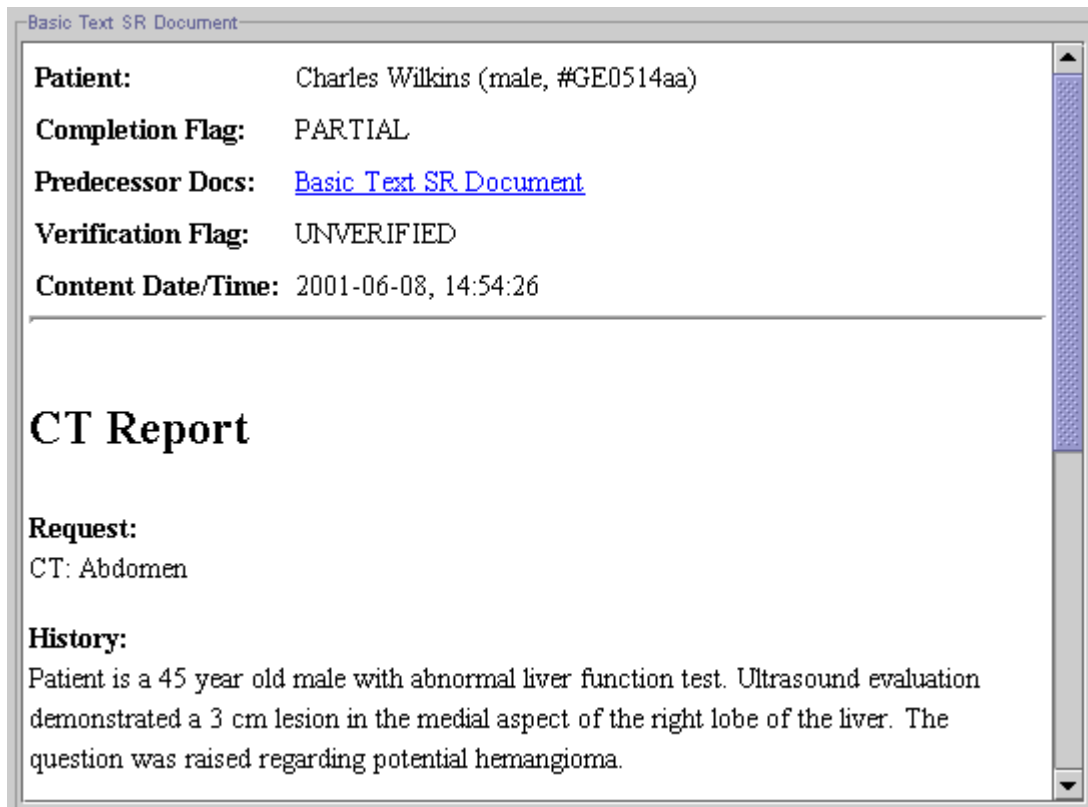 Basic Text SR Document
Patient: Charles Wilkins (male, #GE0514aa)
Completion Flag: PARTIAL
Predecessor Docs: Basic Text SR Document
Verification Flag: UNVERIFIED
Content Date/Time: 2001-06-08, 14:54:26
CT Report
Request:
CT: Abdomen
History:
Patient is a 45 year old male with abnormal liver function test. Ultrasound evaluation
demonstrated a 3 cm lesion in the medial aspect of the right lobe of the liver. The
question was raised regarding potential hemangioma.